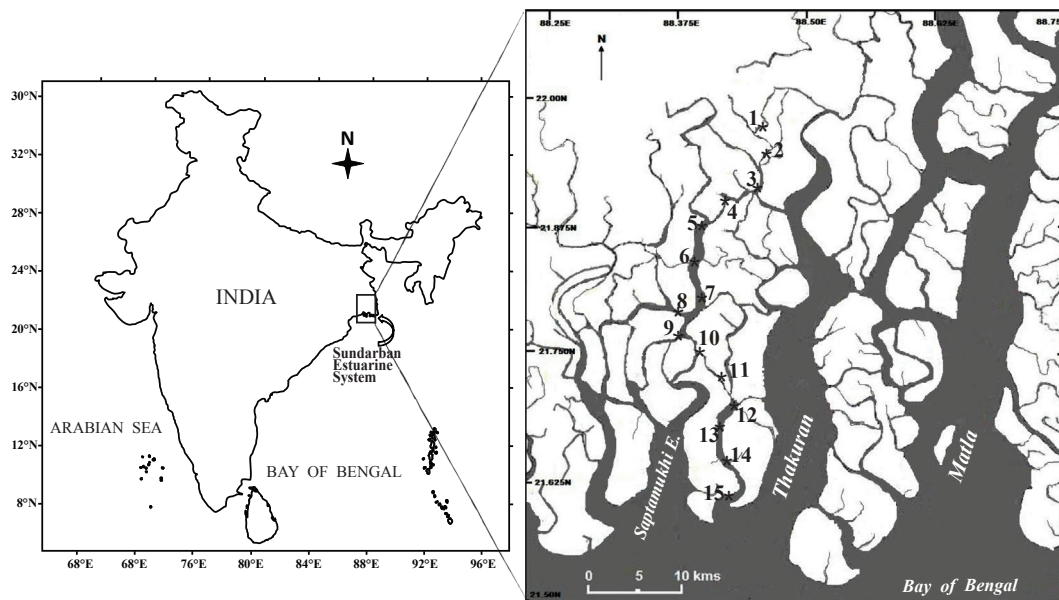 30°N
32°N
28°N
24°N
20°N
16°N
12°N
8°N
68°E
72°E
76°E
80°E
84°E
88°E
92°E
96°E
N
INDIA
Sundarban
Estuarine
System
ARABIAN SEA
BAY OF BENGAL
88.25E
88.375E
88.50E
88.625E
88.75
N
22.00N
21.875N
21.750N
21.625N
21.50N
1
2
3
4
5
6
7
8
9
10
11
12
13
14
15
Saptamukhi E.
Thakuran
Matla
0 5 10 kms
Bay of Bengal